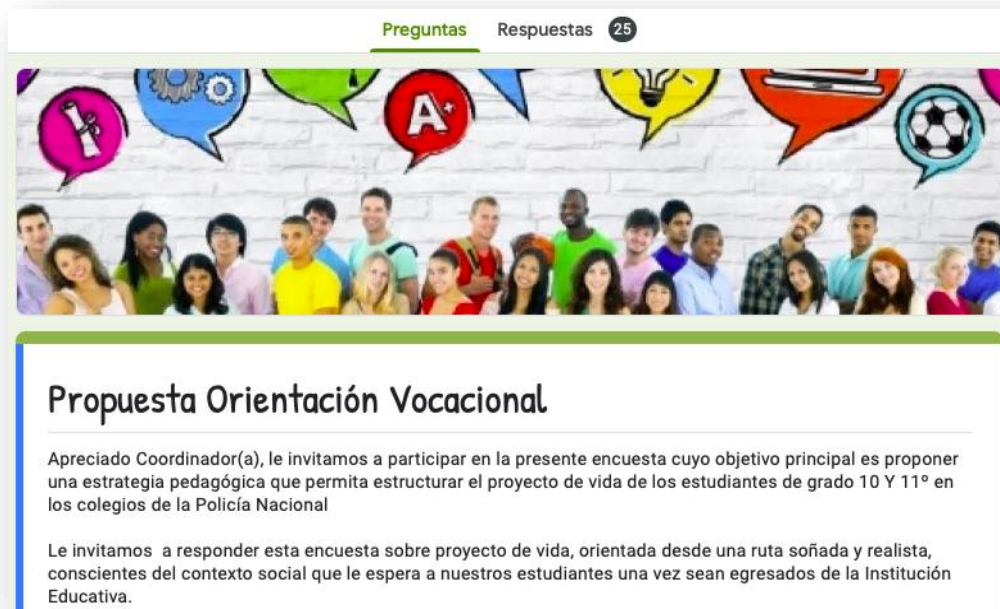 Preguntas Respuestas 25
A+
Propuesta Orientación Vocacional
Apreciado Coordinador(a), le invitamos a participar en la presente encuesta cuyo objetivo principal es proponer
una estrategia pedagógica que permita estructurar el proyecto de vida de los estudiantes de grado 10 Y 11º en
los colegios de la Policía Nacional
Le invitamos a responder esta encuesta sobre proyecto de vida, orientada desde una ruta soñada y realista,
conscientes del contexto social que le espera a nuestros estudiantes una vez sean egresados de la Institución
Educativa.